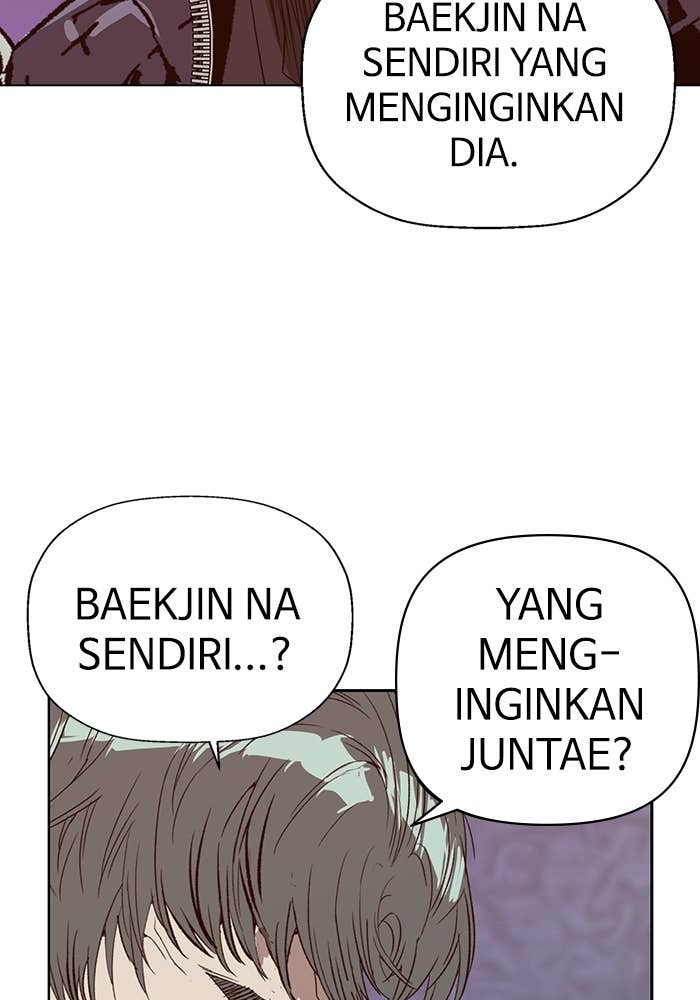 BAEKJIN NA
SENDIRI YANG
MENGINGINKAN
DIA.
BAEKJIN NA
SENDIRI...?
YANG
MENG-
INGINKAN
JUNTAE?